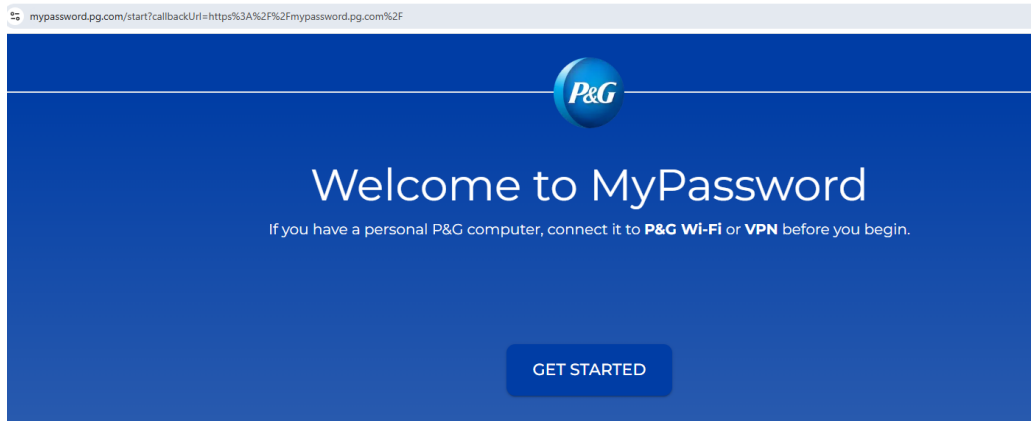 mypassword.pg.com/start?callbackUrl=https%3A%2F%2Fmypassword.pg.com%2F
P&G
Welcome to MyPassword
If you have a personal P&G computer, connect it to P&G Wi-Fi or VPN before you begin.
GET STARTED